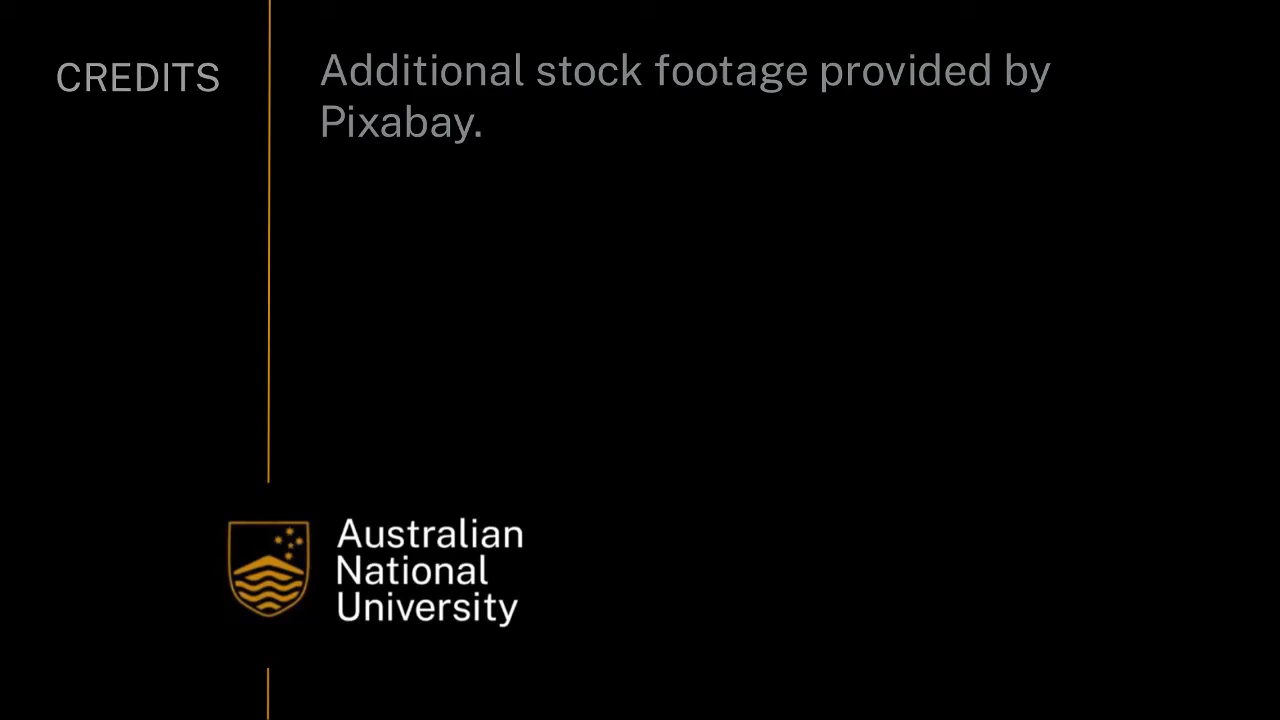 CREDITS
Additional stock footage provided by
Pixabay.
Australian
National
University